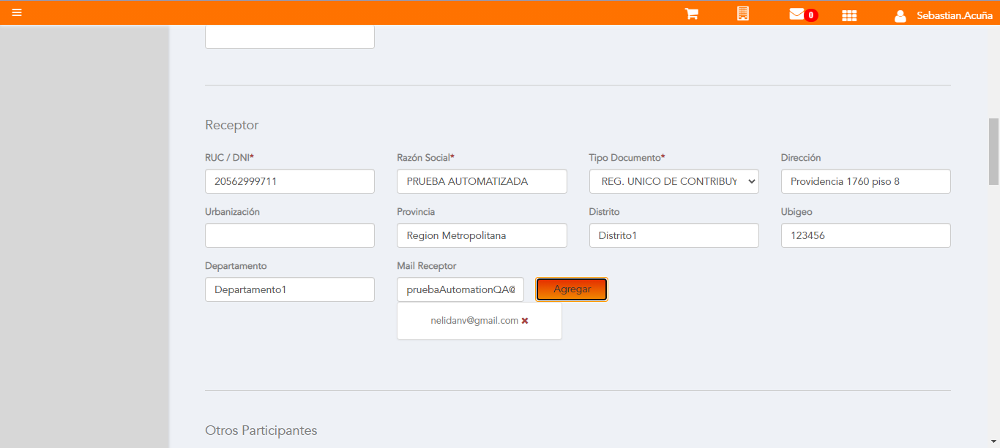 0
Sebastian.Acuña
Receptor
RUC / DNI* Razón Social* Tipo Documento* Dirección
20562999711 PRUEBA AUTOMATIZADA REG. UNICO DE CONTRIBUY Providencia 1760 piso 8
Urbanización Provincia Distrito Ubigeo
Region Metropolitana Distrito1 123456
Departamento Mail Receptor
Departamento1 pruebaAutomationQA@ Agregar
nelidanv@gmail.com
Otros Participantes